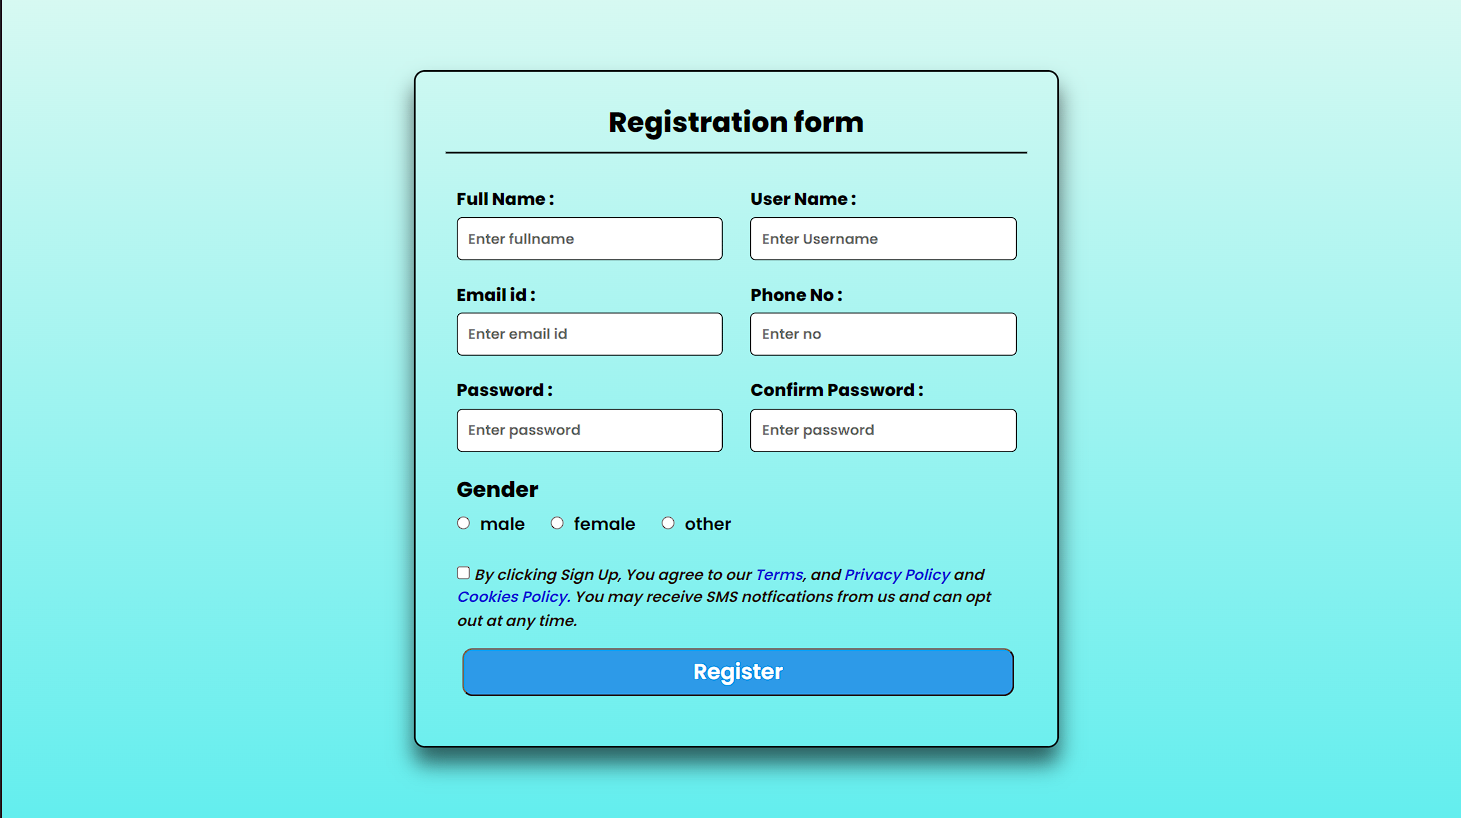 Registration form
Full Name :
User Name :
Enter fullname
Enter Username
Email id :
Phone No :
Enter email id
Enter no
Password :
Confirm Password :
Enter password
Enter password
Gender
male female other
By clicking Sign Up, You agree to our Terms, and Privacy Policy and
Cookies Policy. You may receive SMS notfications from us and can opt
out at any time.
Register